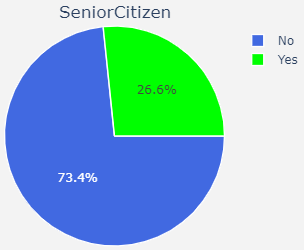 SeniorCitizen
No
Yes
26.6%
73.4%